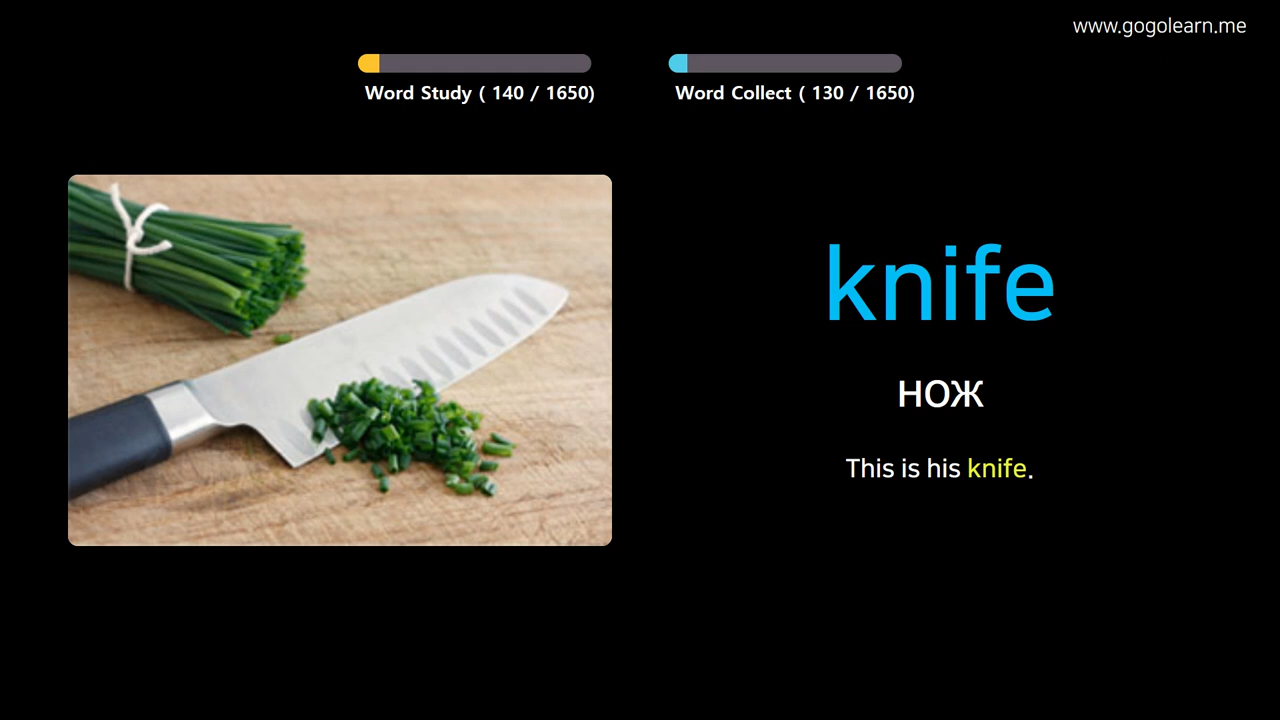 www.gogolearn.me
Word Study ( 140 / 1650)
Word Collect ( 130 / 1650)
knife
нож
This is his knife.